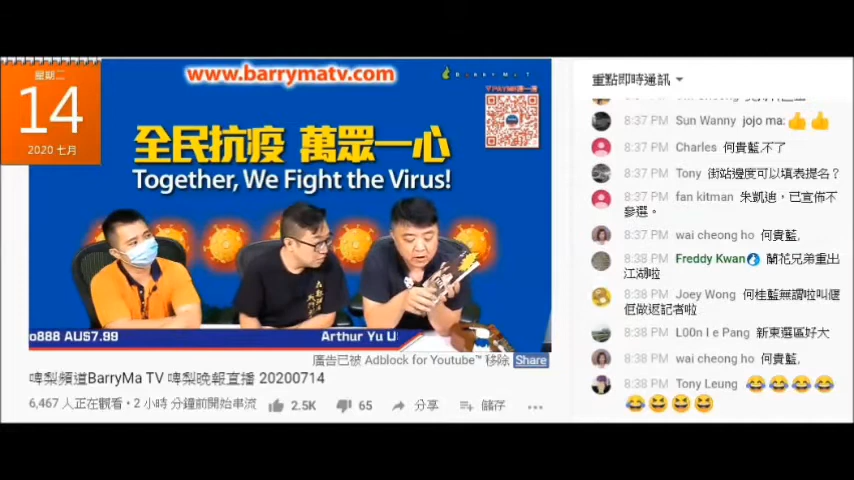 星期二
14
2020 七月
www.barrymatv.com
BARRYMAT
全民抗疫 萬眾一心
Together, We Fight the Virus!
o888 AU$7.99
Arthur Yu U
廣告已被 Adblock for Youtube™ 移除
Share
啤梨頻道BarryMa TV 啤梨晚報直播 20200714
6,467 人正在觀看 • 2 小時 分鐘前開始串流
2.5K
65
分享
儲存
重點即時通訊
8:37 PM Sun Wanny jojo ma:👍👍
8:37 PM Charles 何貴藍,不了
8:37 PM Tony 街站邊度可以填表提名？
8:37 PM fan kitman 朱凱迪，已宣佈不
參選。
8:37 PM wai cheong ho 何貴藍,
8:38 PM Freddy Kwan 蘭花兄弟重出
江湖啦
8:38 PM Joey Wong 何桂藍無謂啦叫佢
做返記者啦
8:38 PM L00n l e Pang 新東選區好大
8:38 PM wai cheong ho 何貴藍,
8:38 PM Tony Leung 😂😂😂😂
😂😆😆😆